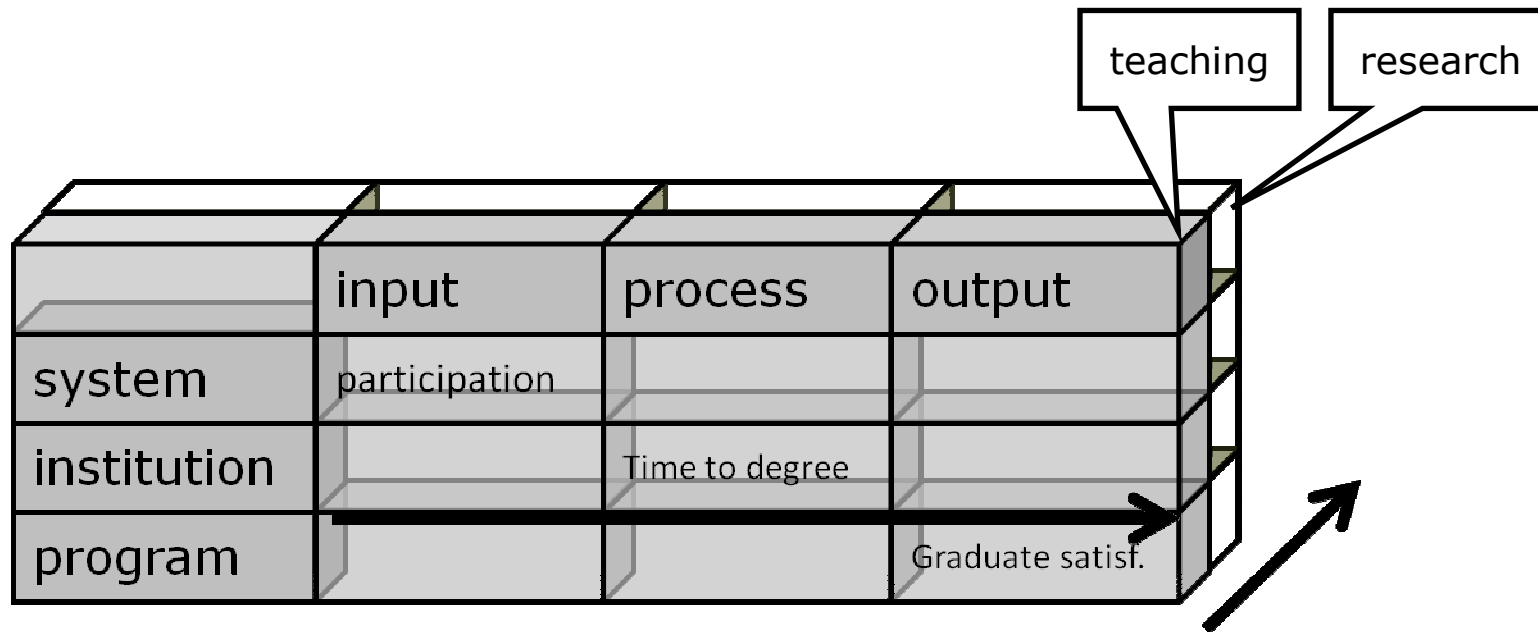 teaching
research
input
process
output
system
participation
institution
Time to degree
program
Graduate satisf.